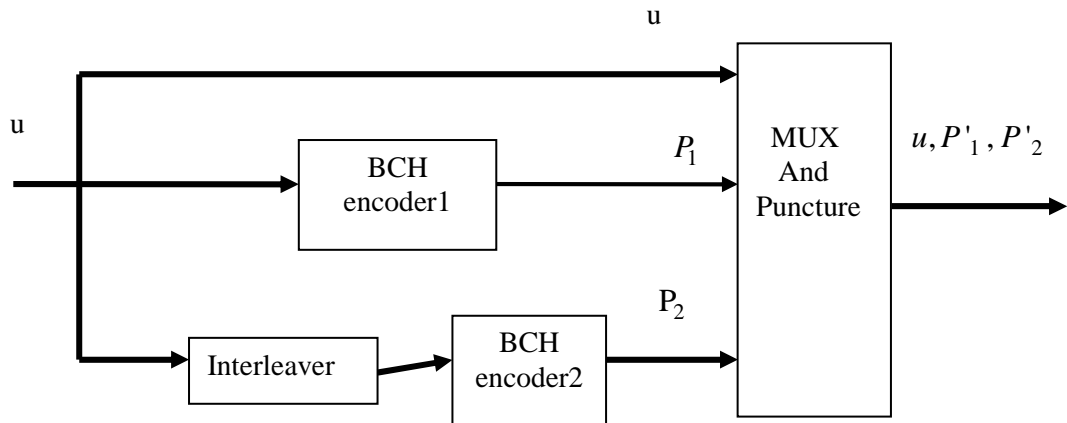 u
u
BCH
encoder1
P₁
MUX
And
Puncture
u, P'₁, P'₂
Interleaver
BCH
encoder2
P₂